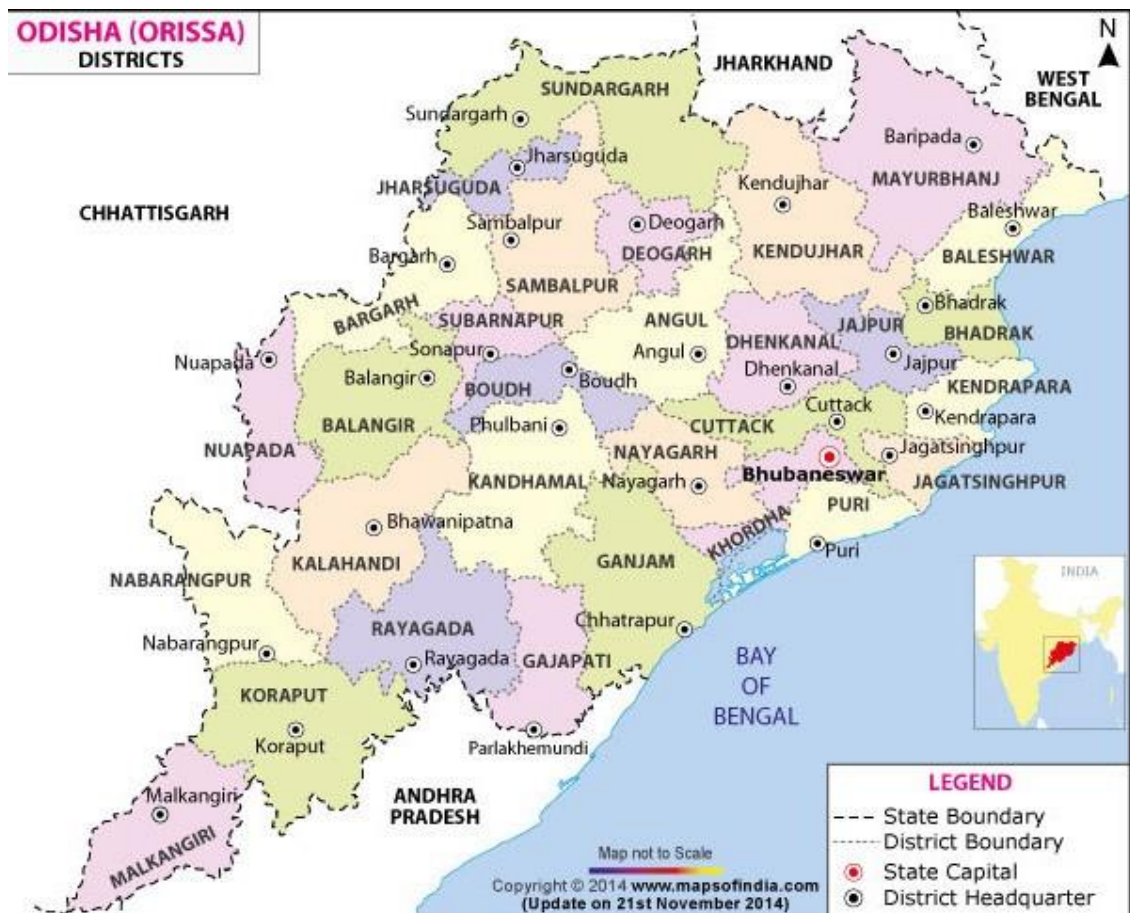 ODISHA (ORISSA)
DISTRICTS
N
JHARKHAND
WEST
BENGAL
CHHATTISGARH
SUNDARGARH
Sundargarh
Jharsuguda
JHARSUGUDA
Baripada
MAYURBHANJ
Kendujhar
KENDUJHAR
Baleshwar
BALESHWAR
Sambalpur
SAMBALPUR
Deogarh
DEOGARH
Bargarh
BARGARH
SUBARNAPUR
Sonapur
ANGUL
Angul
DHENKANAL
Dhenkanal
JAJPUR
Jajpur
Bhadrak
BHADRAK
Nuapada
NUAPADA
Balangir
BALANGIR
BOUDH
Boudh
KENDRAPARA
Kendrapara
Cuttack
CUTTACK
Phulbani
KANDHAMAL
NAYAGARH
Nayagarh
Bhubaneswar
Jagatsinghpur
JAGATSINGHPUR
PURI
Puri
KHORDHA
Bhawanipatna
KALAHANDI
GANJAM
Chhatrapur
NABARANGPUR
Nabarangpur
RAYAGADA
Rayagada
GAJAPATI
Parlakhemundi
KORAPUT
Koraput
Malkangiri
MALKANGIRI
ANDHRA
PRADESH
BAY
OF
BENGAL
INDIA
LEGEND
State Boundary
District Boundary
State Capital
District Headquarter
Map not to Scale
Copyright © 2014 www.mapsofindia.com
(Update on 21st November 2014)